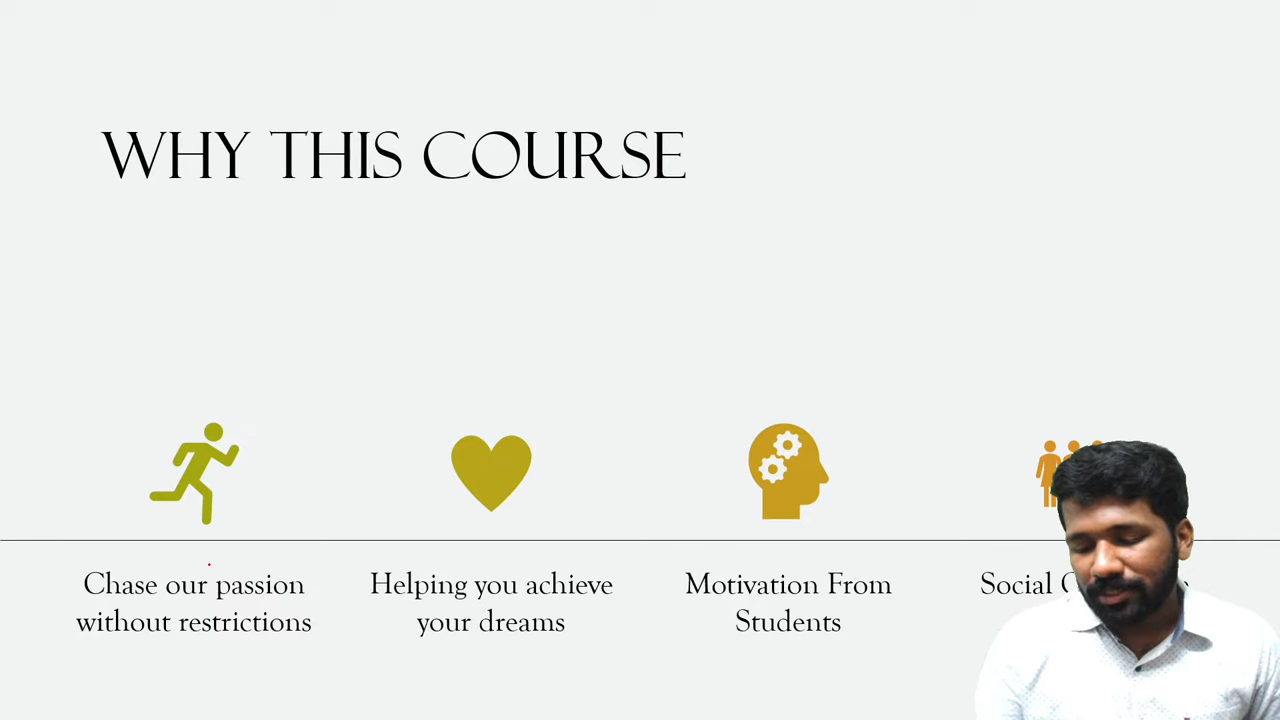 WHY THIS COURSE
Chase our passion
without restrictions
Helping you achieve
your dreams
Motivation From
Students
Social